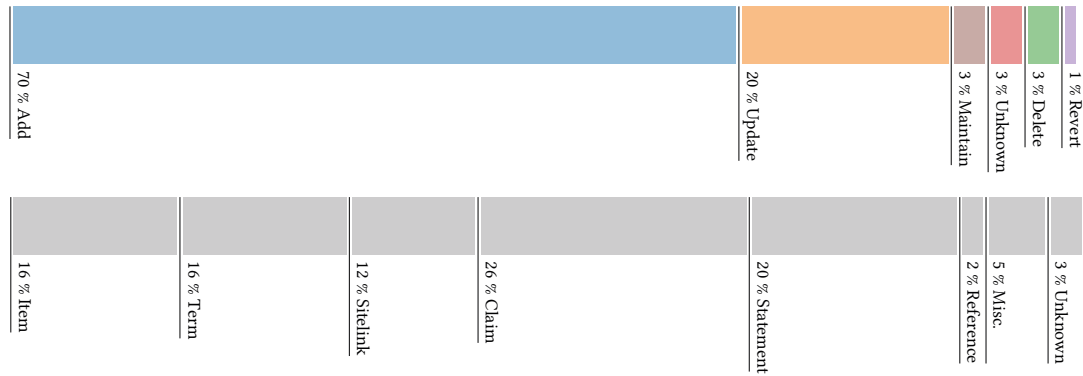 70 % Add
20 % Update
3 % Maintain
3 % Unknown
3 % Delete
1 % Revert
16 % Item
16 % Term
12 % Sitelink
26 % Claim
20 % Statement
2 % Reference
5 % Misc.
3 % Unknown